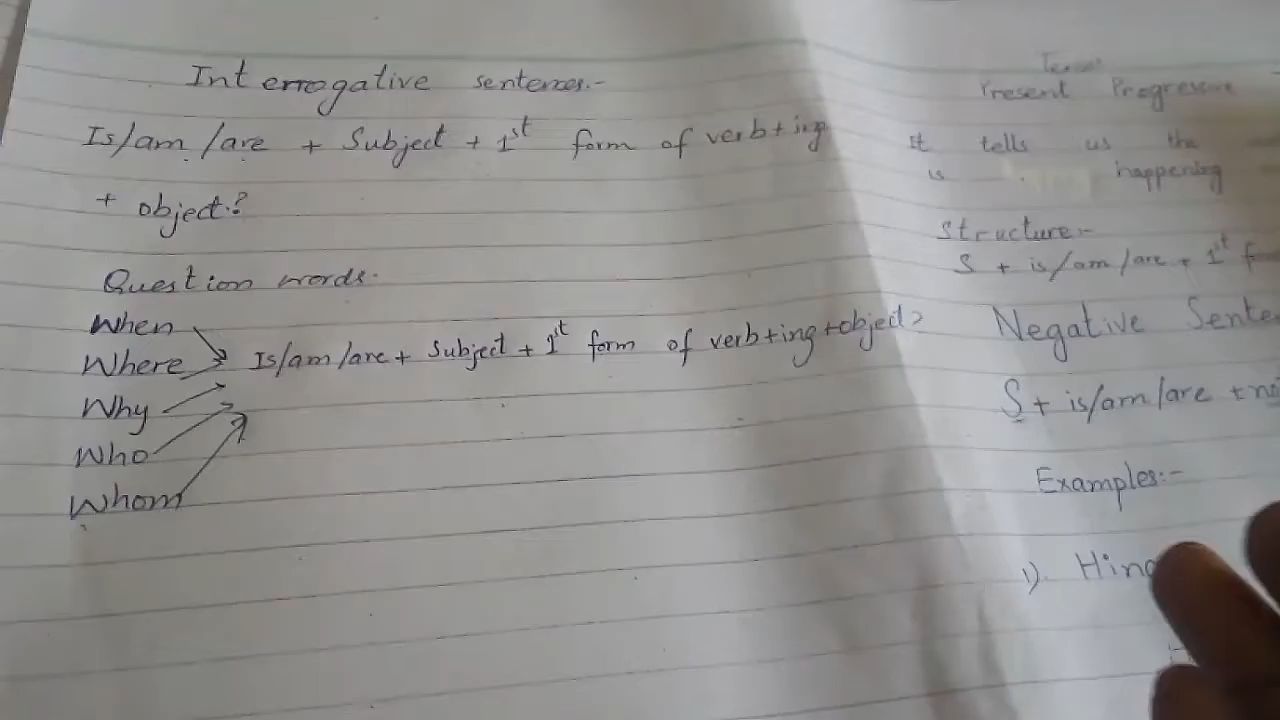 Interrogative sentences:-
Is/am/are + Subject + 1st form of verb+ing
+ object?
Question words.
When
Where
Why
Who
Whom
Is/am/are + Subject + 1st form of verb+ing+object?
Tense
Present Progressive
It tells us the
is happening
Structure:-
S + is/am/are + 1st
Negative
S + is/am/are +
Examples:-
1).